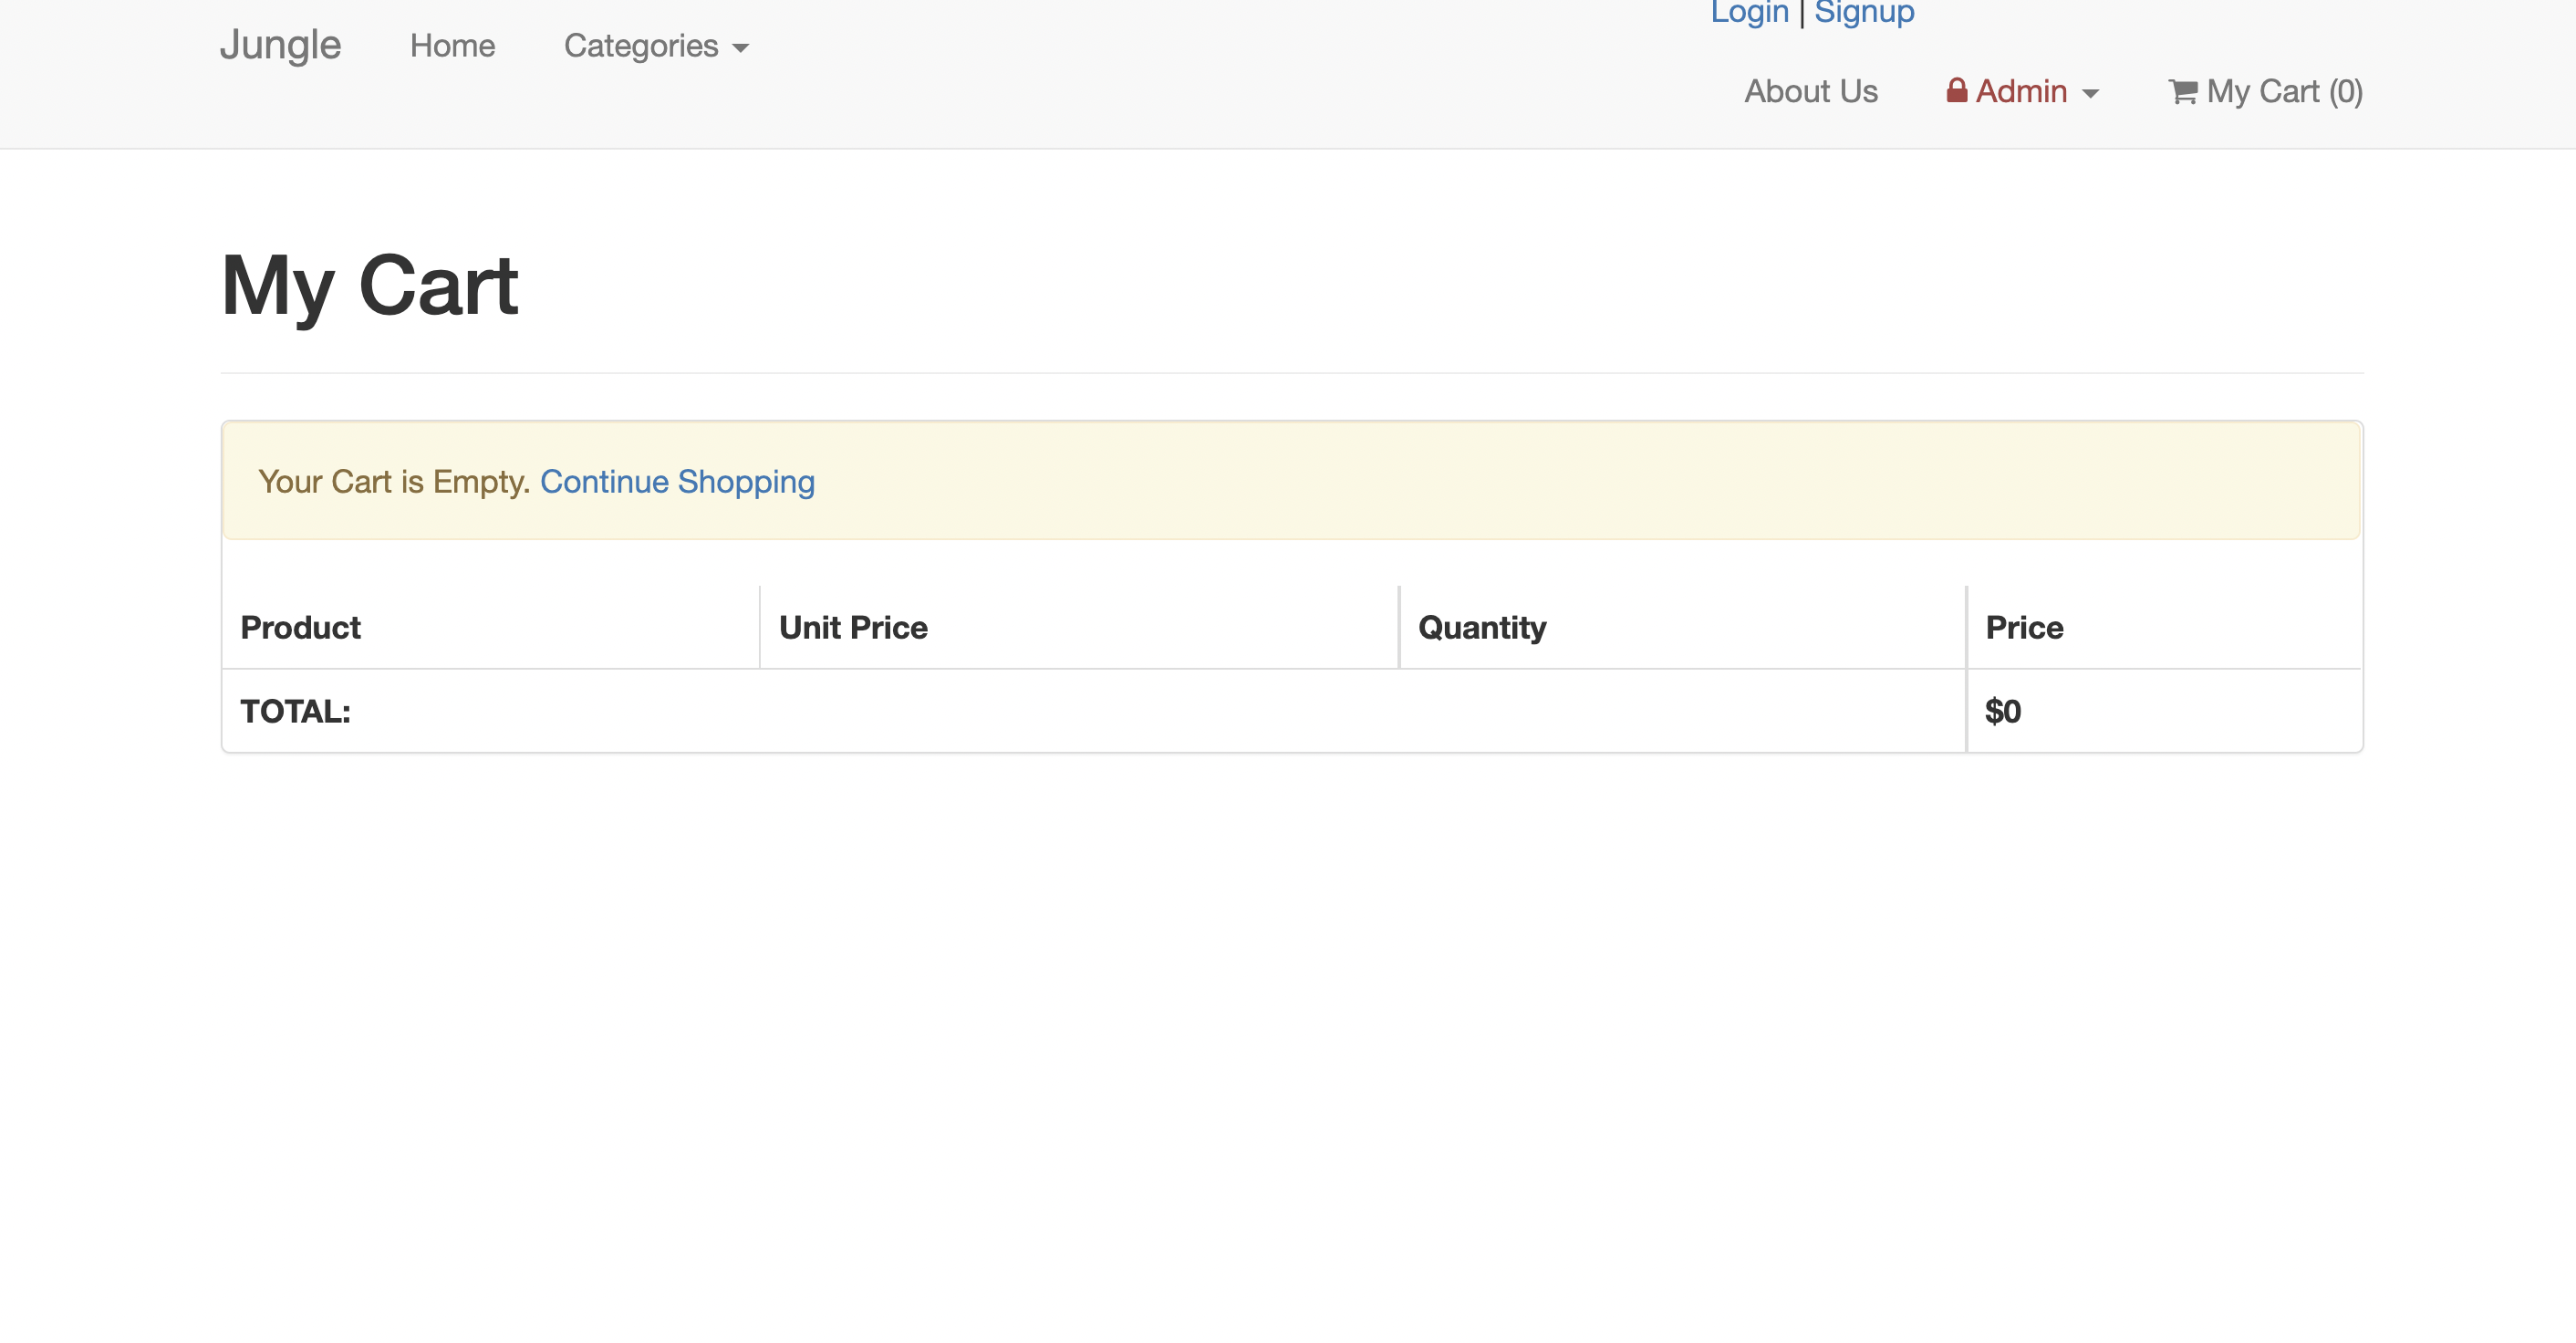 Login | Signup
Jungle Home Categories
About Us Admin My Cart (0)
My Cart
Your Cart is Empty. Continue Shopping
Product Unit Price Quantity Price
TOTAL: $0